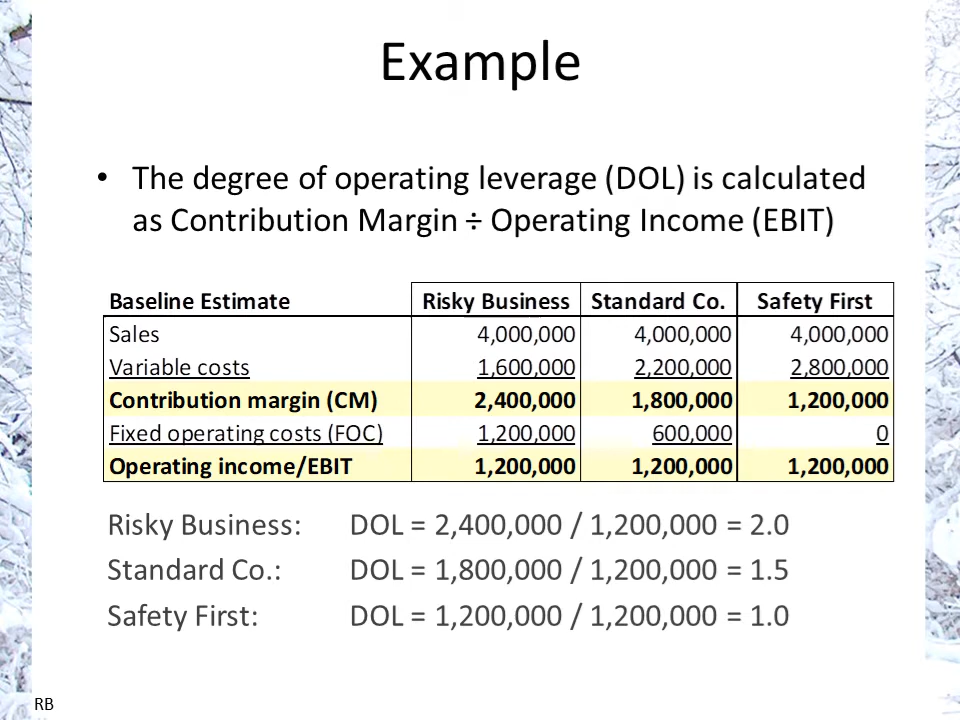 Example
• The degree of operating leverage (DOL) is calculated
as Contribution Margin ÷ Operating Income (EBIT)
Baseline Estimate Risky Business Standard Co. Safety First
Sales 4,000,000 4,000,000 4,000,000
Variable costs 1,600,000 2,200,000 2,800,000
Contribution margin (CM) 2,400,000 1,800,000 1,200,000
Fixed operating costs (FOC) 1,200,000 600,000 0
Operating income/EBIT 1,200,000 1,200,000 1,200,000
Risky Business: DOL = 2,400,000 / 1,200,000 = 2.0
Standard Co.: DOL = 1,800,000 / 1,200,000 = 1.5
Safety First: DOL = 1,200,000 / 1,200,000 = 1.0
RB